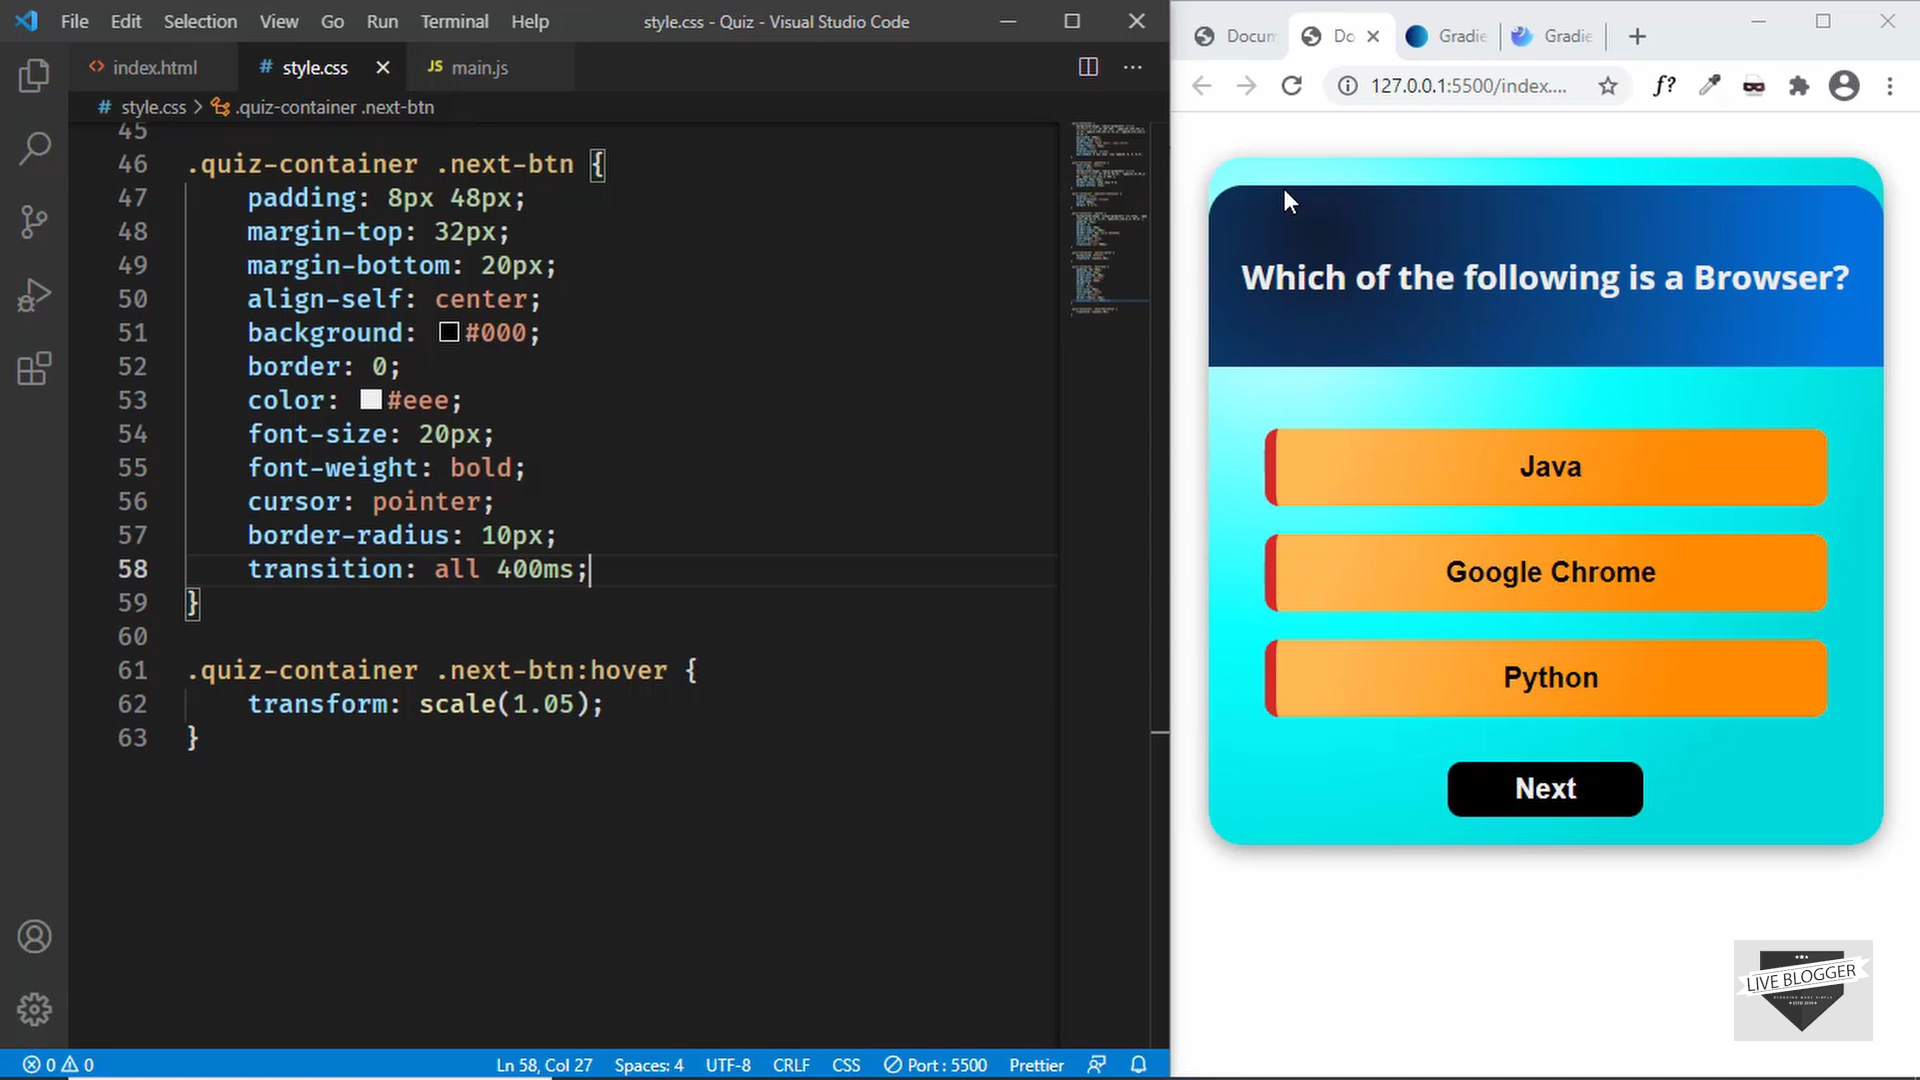 File Edit Selection View Go Run Terminal Help style.css - Quiz - Visual Studio Code
<> index.html # style.css JS main.js
# style.css > .quiz-container .next-btn
45
46 .quiz-container .next-btn {
47 padding: 8px 48px;
48 margin-top: 32px;
49 margin-bottom: 20px;
50 align-self: center;
51 background: #000;
52 border: 0;
53 color: #eee;
54 font-size: 20px;
55 font-weight: bold;
56 cursor: pointer;
57 border-radius: 10px;
58 transition: all 400ms;
59 }
60
61 .quiz-container .next-btn:hover {
62 transform: scale(1.05);
63 }
0 0 Ln 58, Col 27 Spaces: 4 UTF-8 CRLF CSS Port : 5500 Prettier
Docum Do Gradie Gradie
127.0.0.1:5500/index.... f?
Which of the following is a Browser?
Java
Google Chrome
Python
Next
LIVE BLOGGER